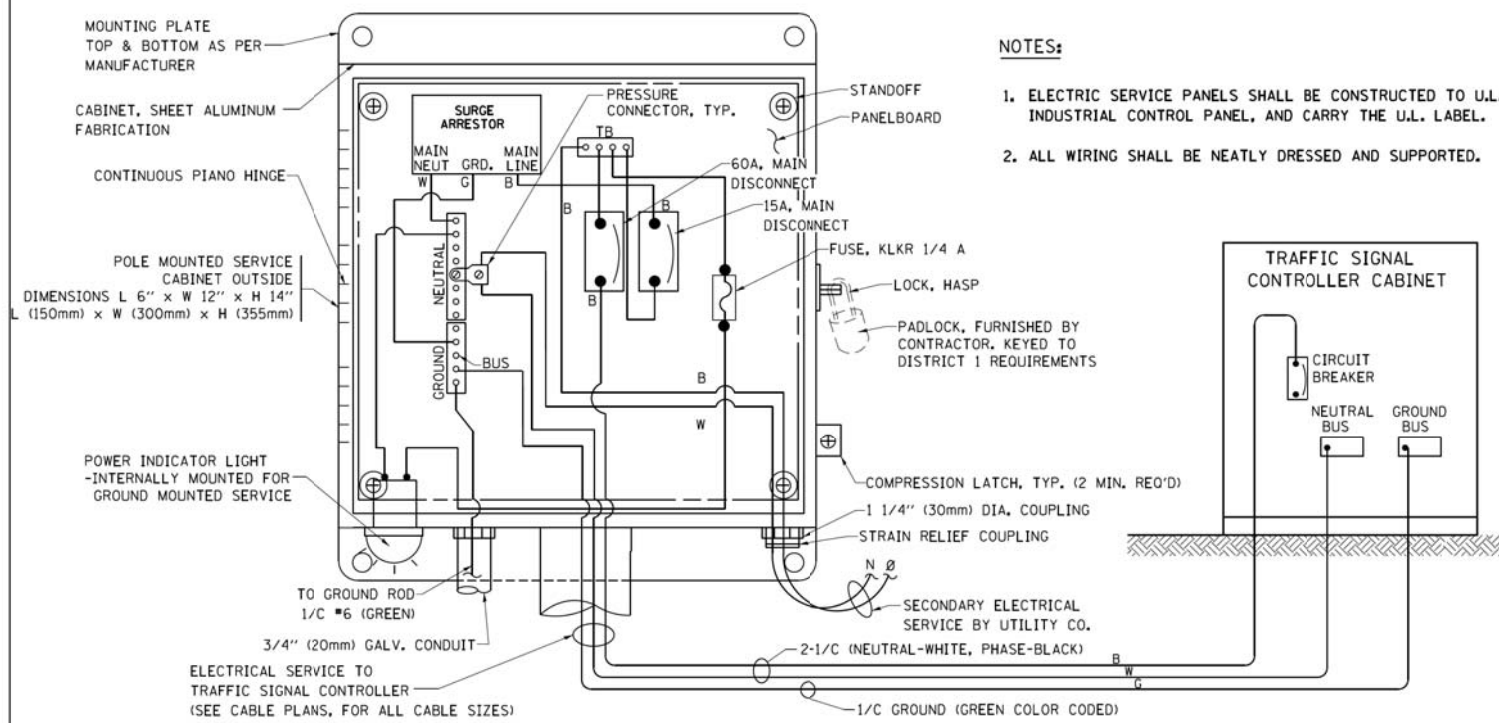 MOUNTING PLATE
TOP & BOTTOM AS PER
MANUFACTURER
CABINET, SHEET ALUMINUM
FABRICATION
CONTINUOUS PIANO HINGE
POLE MOUNTED SERVICE
CABINET OUTSIDE
DIMENSIONS L 6" x W 12" x H 14"
L (150mm) x W (300mm) x H (355mm)
POWER INDICATOR LIGHT
-INTERNALLY MOUNTED FOR
GROUND MOUNTED SERVICE
SURGE
ARRESTOR
MAIN
NEUT
GRD.
MAIN
LINE
W
G
B
PRESSURE
CONNECTOR, TYP.
TB
STANDOFF
PANELBOARD
60A, MAIN
DISCONNECT
15A, MAIN
DISCONNECT
B
B
B
NEUTRAL
GROUND
BUS
FUSE, KLKR 1/4 A
LOCK, HASP
PADLOCK, FURNISHED BY
CONTRACTOR. KEYED TO
DISTRICT 1 REQUIREMENTS
B
W
COMPRESSION LATCH, TYP. (2 MIN. REQ'D)
1 1/4" (30mm) DIA. COUPLING
STRAIN RELIEF COUPLING
N Ø
SECONDARY ELECTRICAL
SERVICE BY UTILITY CO.
TO GROUND ROD
1/C #6 (GREEN)
3/4" (20mm) GALV. CONDUIT
ELECTRICAL SERVICE TO
TRAFFIC SIGNAL CONTROLLER
(SEE CABLE PLANS, FOR ALL CABLE SIZES)
2-1/C (NEUTRAL-WHITE, PHASE-BLACK)
B
W
G
1/C GROUND (GREEN COLOR CODED)
NOTES:
1. ELECTRIC SERVICE PANELS SHALL BE CONSTRUCTED TO U.L.
INDUSTRIAL CONTROL PANEL, AND CARRY THE U.L. LABEL.
2. ALL WIRING SHALL BE NEATLY DRESSED AND SUPPORTED.
TRAFFIC SIGNAL
CONTROLLER CABINET
CIRCUIT
BREAKER
NEUTRAL
BUS
GROUND
BUS